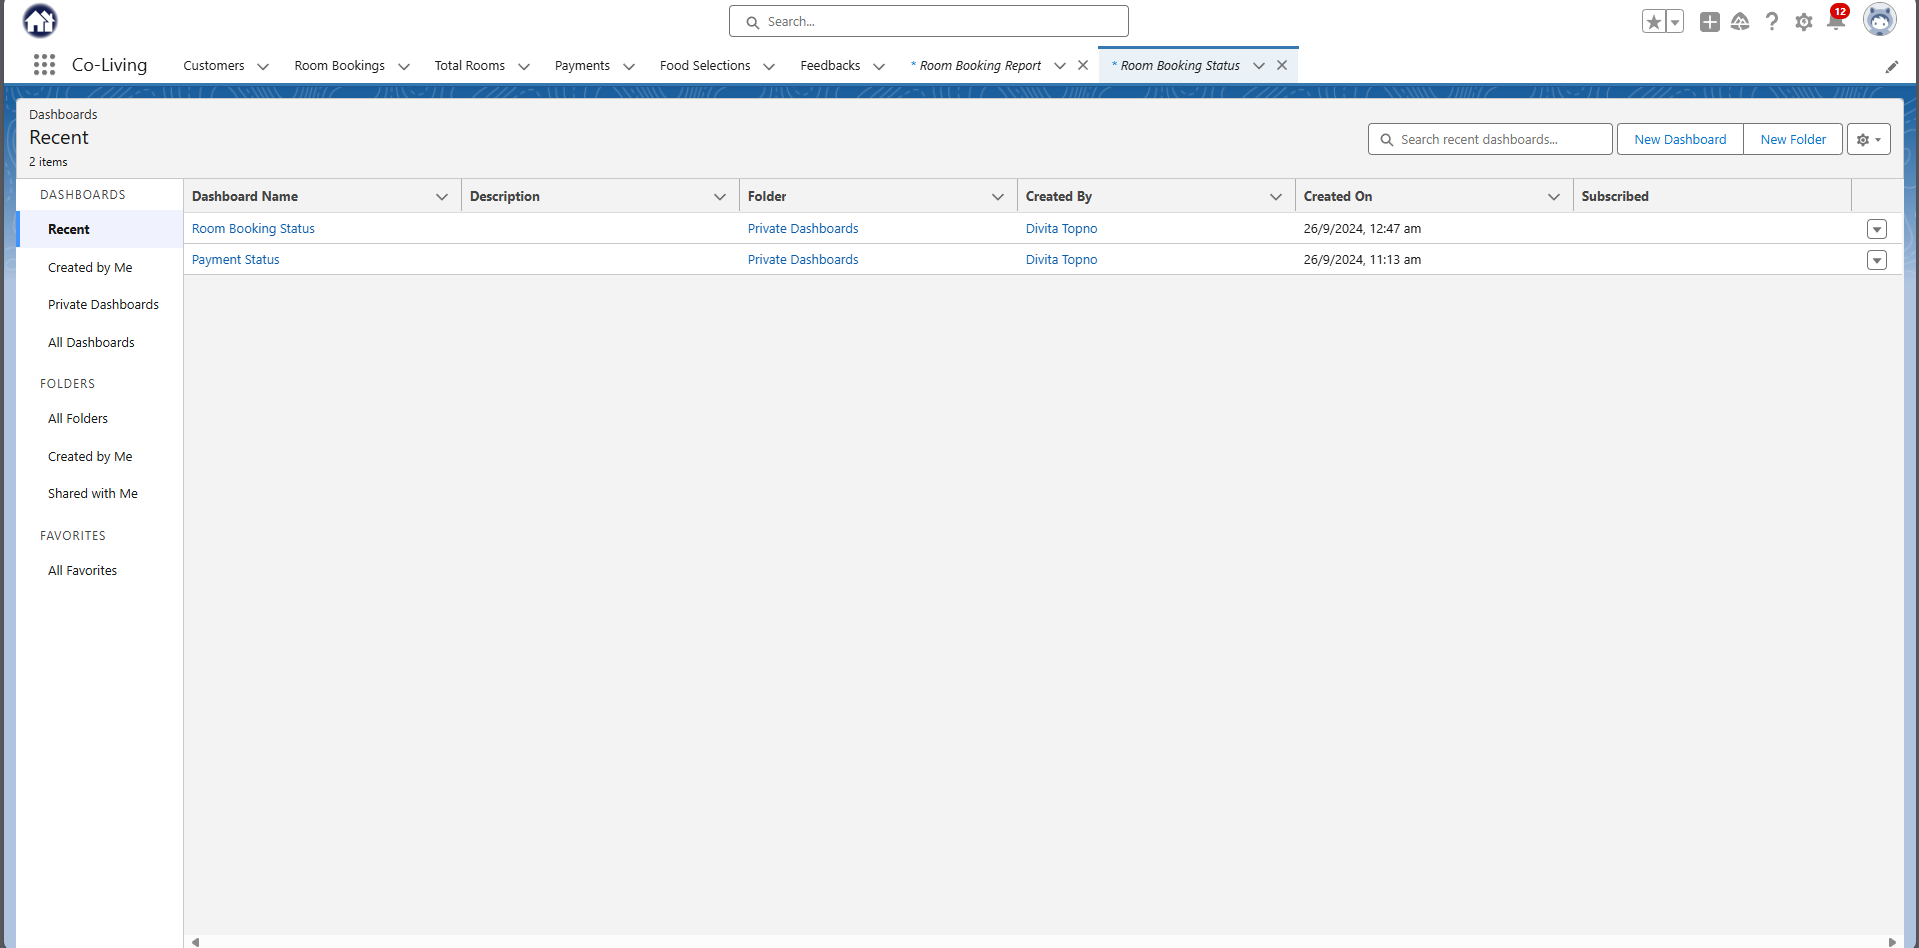 Search...
12
Co-Living Customers Room Bookings Total Rooms Payments Food Selections Feedbacks * Room Booking Report * Room Booking Status
Dashboards
Recent
2 items
Search recent dashboards... New Dashboard New Folder
DASHBOARDS
Recent
Created by Me
Private Dashboards
All Dashboards
FOLDERS
All Folders
Created by Me
Shared with Me
FAVORITES
All Favorites
Dashboard Name Description Folder Created By Created On Subscribed
Room Booking Status Private Dashboards Divita Topno 26/9/2024, 12:47 am
Payment Status Private Dashboards Divita Topno 26/9/2024, 11:13 am